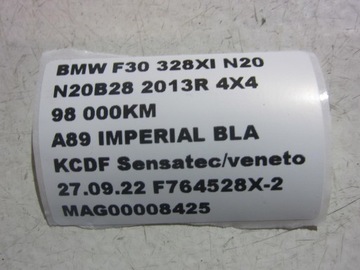 BMW F30 328XI N20
N20B28 2013R 4X4
98 000KM
A89 IMPERIAL BLA
KCDF Sensatec/veneto
27.09.22 F764528X-2
MAG00008425